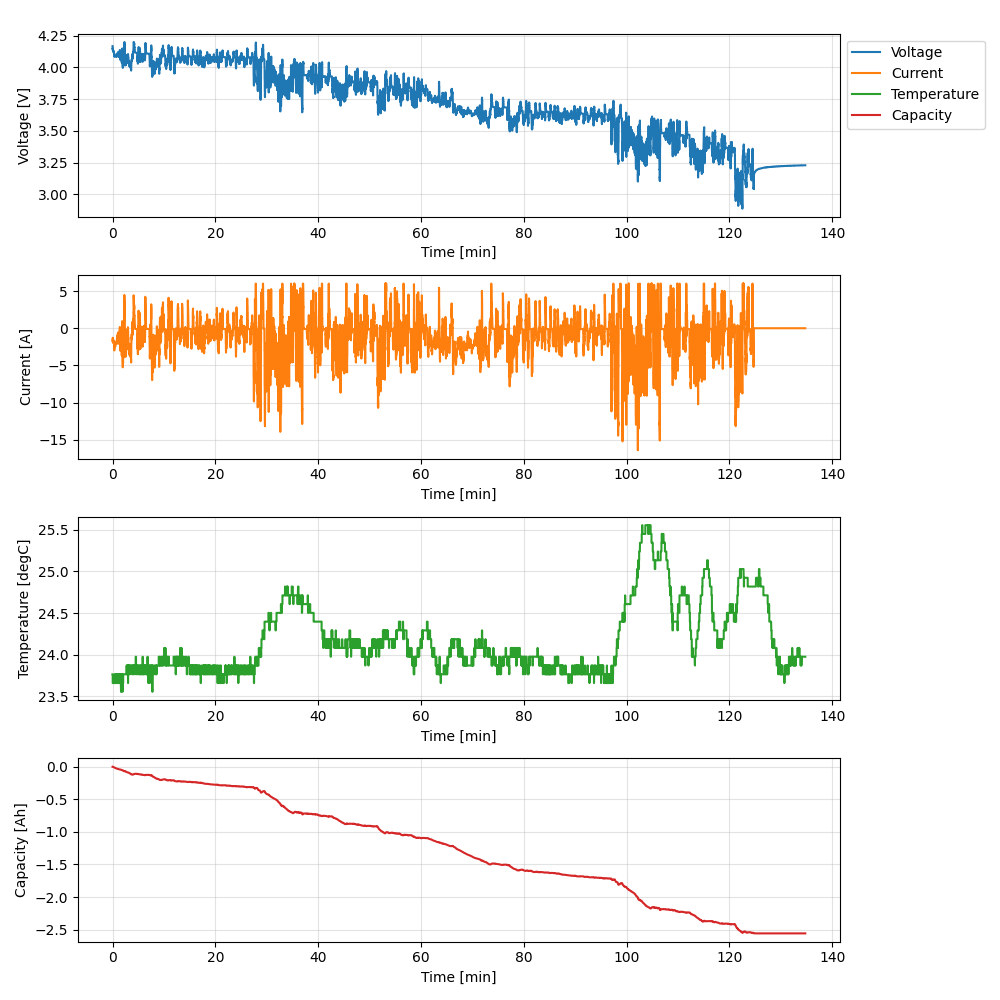 4.25
4.00
3.75
3.50
3.25
3.00
Voltage [V]
0 20 40 60 80 100 120 140
Time [min]
Voltage
Current
Temperature
Capacity
5
0
−5
−10
−15
Current [A]
0 20 40 60 80 100 120 140
Time [min]
25.5
25.0
24.5
24.0
23.5
Temperature [degC]
0 20 40 60 80 100 120 140
Time [min]
0.0
−0.5
−1.0
−1.5
−2.0
−2.5
Capacity [Ah]
0 20 40 60 80 100 120 140
Time [min]